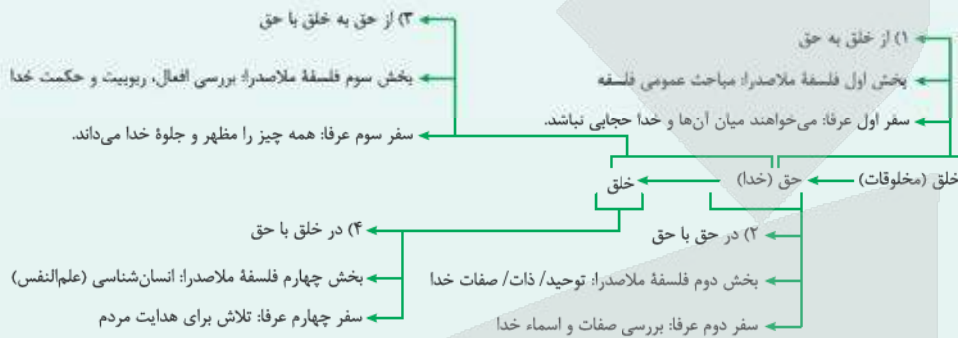 ۱) از خلق به حق
بخش اول فلسفهٔ ملاصدرا: مباحث عمومی فلسفه
سفر اول عرفا: می‌خواهند میان آن‌ها و خدا حجابی نباشد.
۳) از حق به خلق با حق
بخش سوم فلسفهٔ ملاصدرا: بررسی افعال، ربوبیت و حکمت خدا
سفر سوم عرفا: همه چیز را مظهر و جلوهٔ خدا می‌داند.
خلق (مخلوقات) حق (خدا) خلق
۲) در حق با حق
بخش دوم فلسفهٔ ملاصدرا: توحید/ ذات/ صفات خدا
سفر دوم عرفا: بررسی صفات و اسماء خدا
۴) در خلق با حق
بخش چهارم فلسفهٔ ملاصدرا: انسان‌شناسی (علم‌النفس)
سفر چهارم عرفا: تلاش برای هدایت مردم